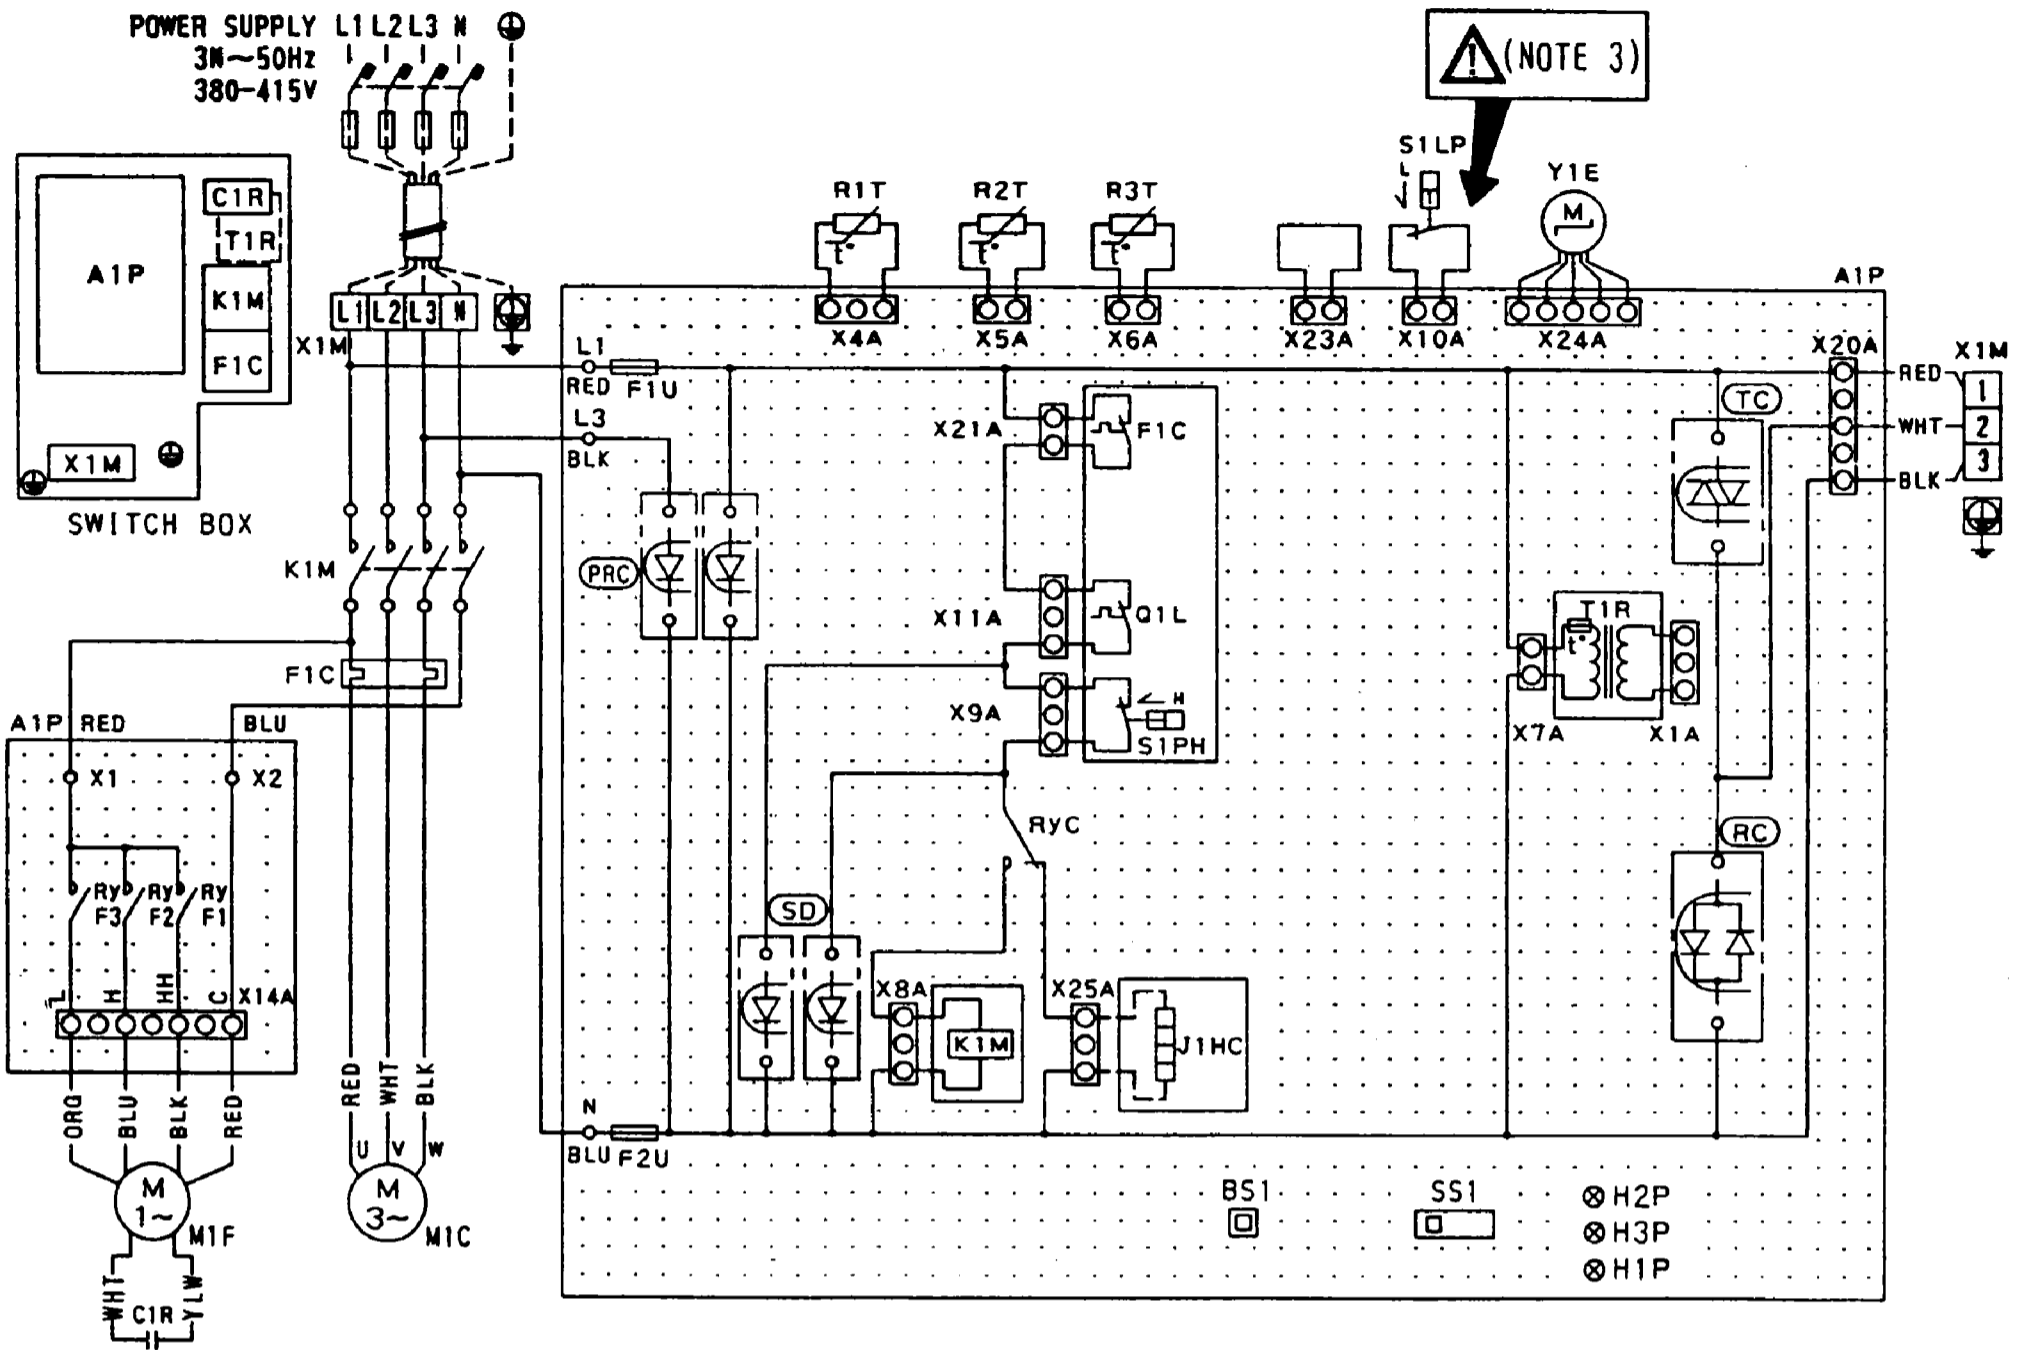 POWER SUPPLY L1 L2 L3 N
3N~50Hz
380-415V
(NOTE 3)
S1LP
L
Y1E
M
R1T
t°
R2T
t°
R3T
t°
C1R
T1R
A1P
K1M
F1C
X1M
SWITCH BOX
L1 L2 L3 N
X1M
A1P
X4A
X5A
X6A
X23A
X10A
X24A
X20A
X1M
L1
RED
F1U
L3
BLK
RED
WHT
BLK
1
2
3
X21A
F1C
TC
K1M
PRC
X11A
Q1L
T1R
t°
F1C
X9A
H
S1PH
X7A
X1A
A1P
RED
BLU
X1
X2
RyC
RC
Ry
F3
Ry
F2
Ry
F1
SD
L
H
HH
C
X14A
X8A
K1M
X25A
J1HC
ORG
BLU
BLK
RED
RED
WHT
BLK
N
BLU
F2U
U
V
W
M
1~
M1F
M
3~
M1C
BS1
SS1
H2P
H3P
H1P
WHT
C1R
YLW